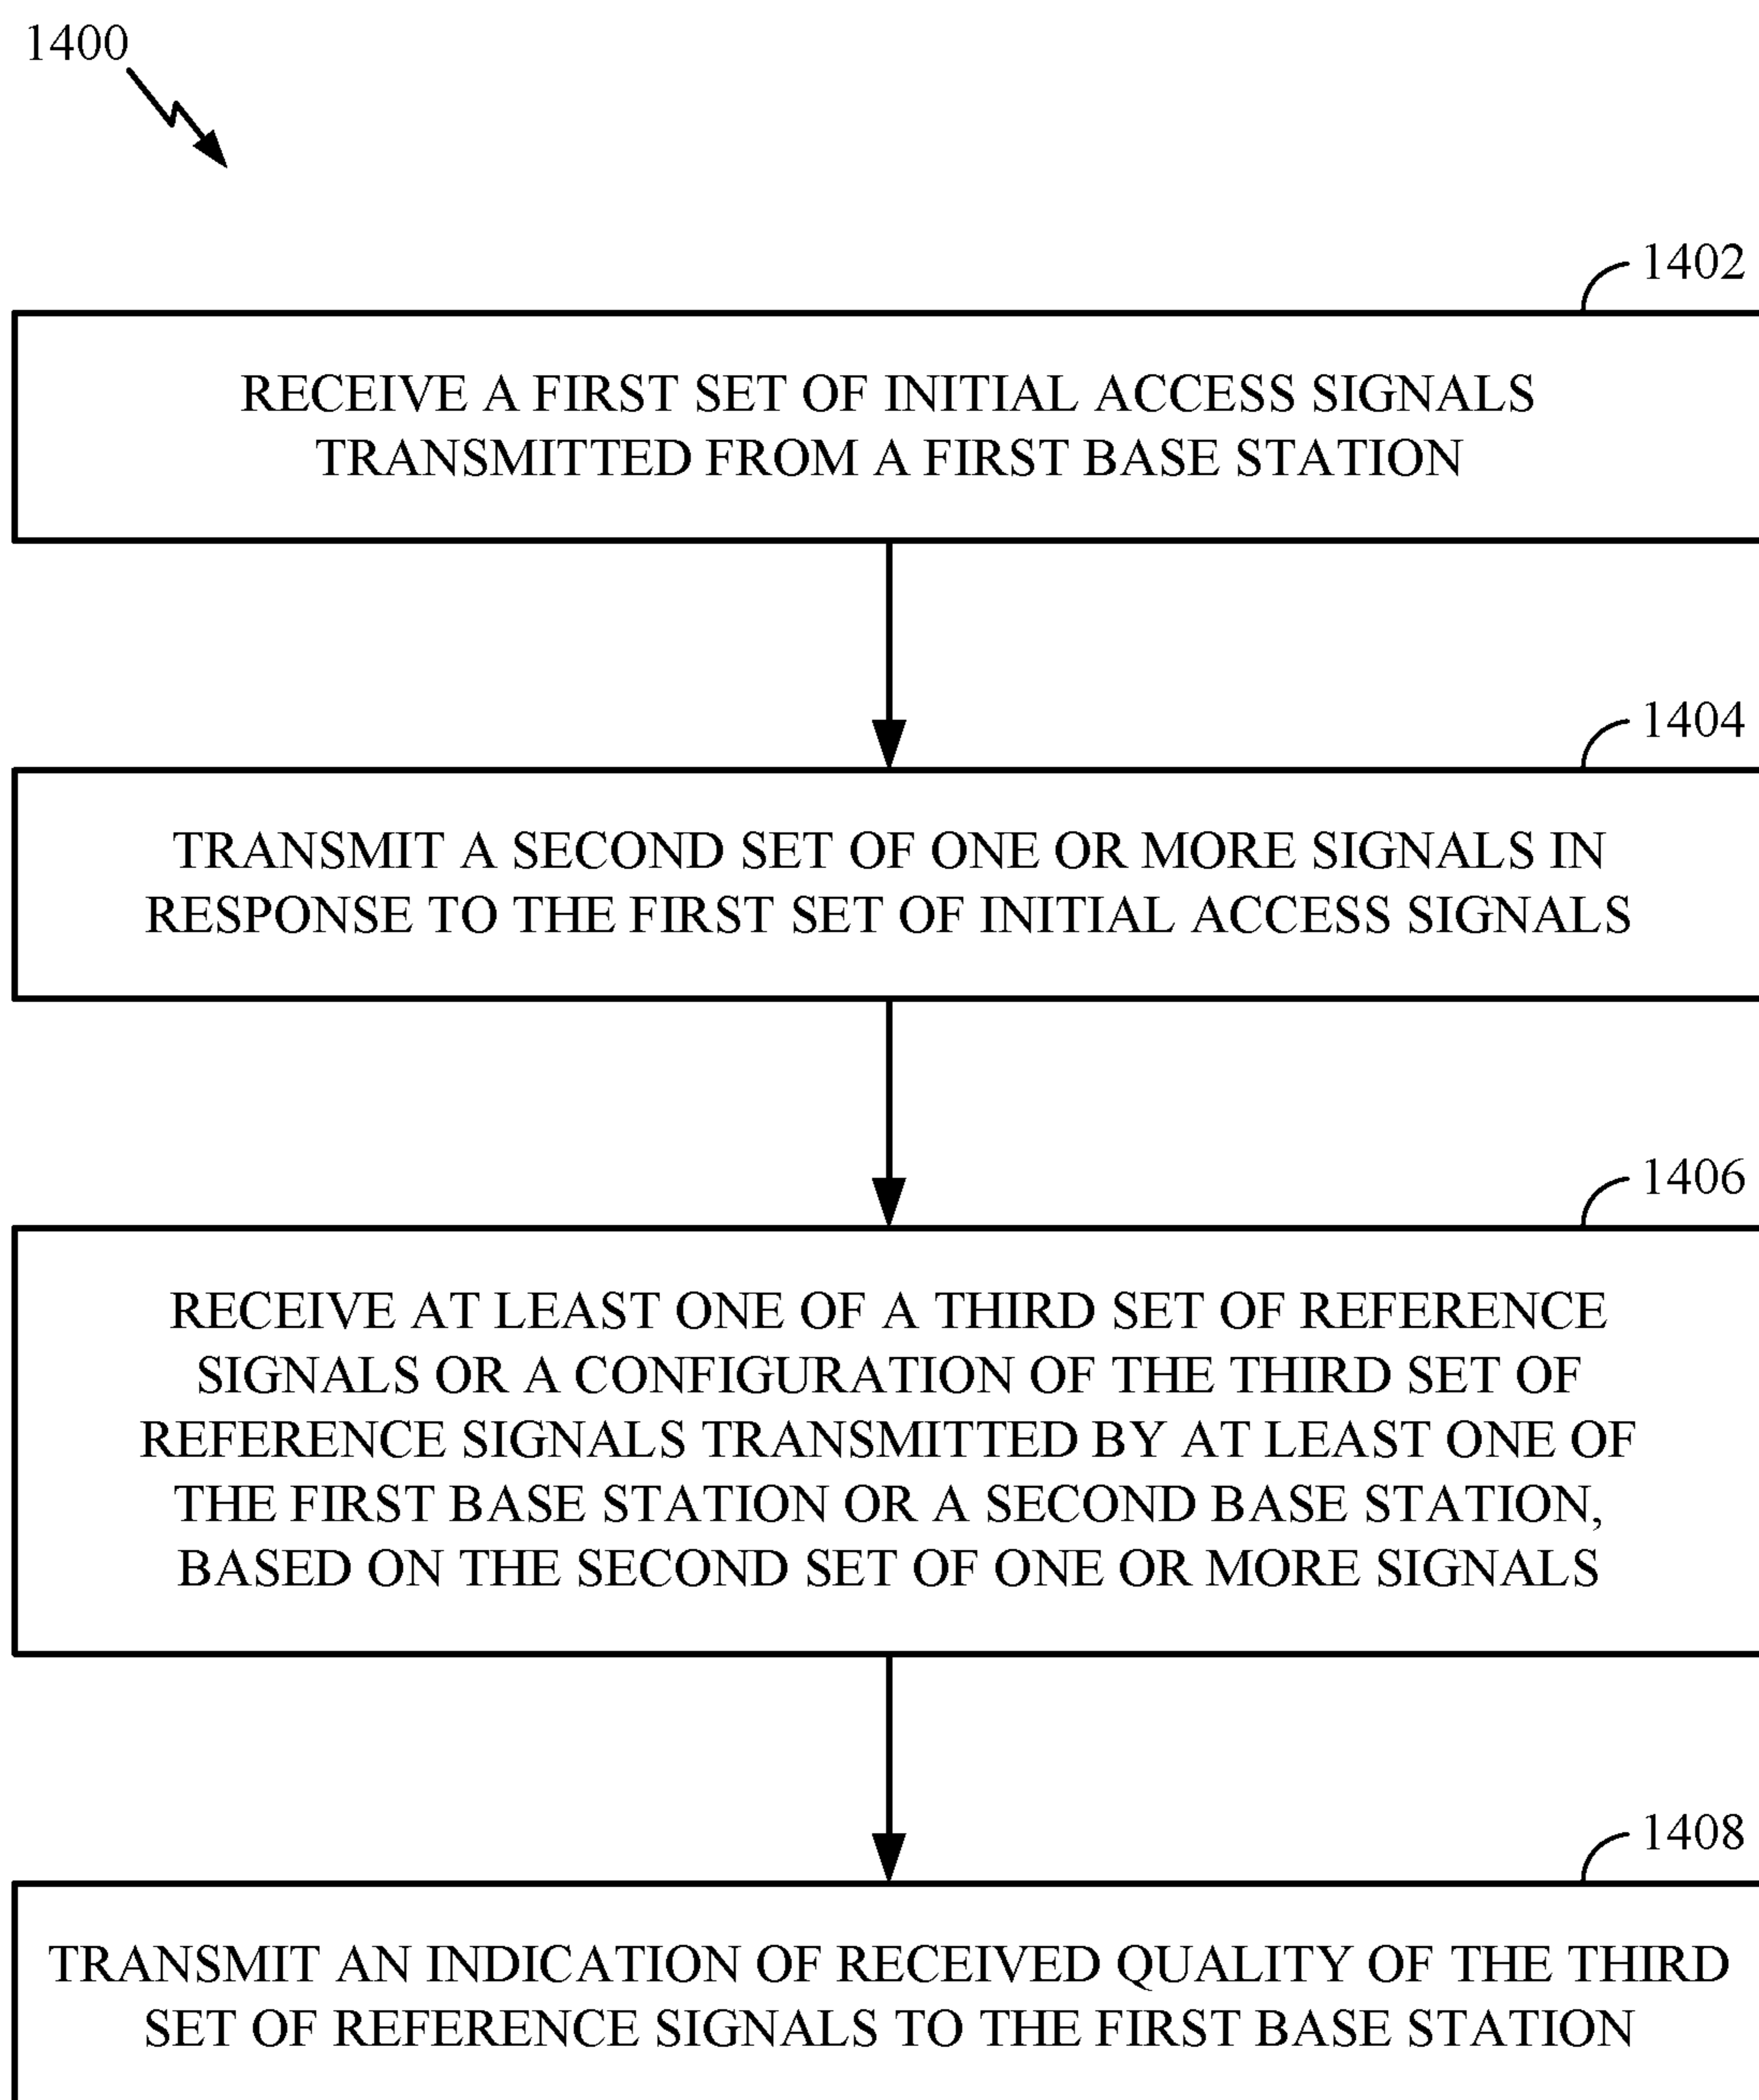 1400
1402
RECEIVE A FIRST SET OF INITIAL ACCESS SIGNALS
TRANSMITTED FROM A FIRST BASE STATION
1404
TRANSMIT A SECOND SET OF ONE OR MORE SIGNALS IN
RESPONSE TO THE FIRST SET OF INITIAL ACCESS SIGNALS
1406
RECEIVE AT LEAST ONE OF A THIRD SET OF REFERENCE
SIGNALS OR A CONFIGURATION OF THE THIRD SET OF
REFERENCE SIGNALS TRANSMITTED BY AT LEAST ONE OF
THE FIRST BASE STATION OR A SECOND BASE STATION,
BASED ON THE SECOND SET OF ONE OR MORE SIGNALS
1408
TRANSMIT AN INDICATION OF RECEIVED QUALITY OF THE THIRD
SET OF REFERENCE SIGNALS TO THE FIRST BASE STATION